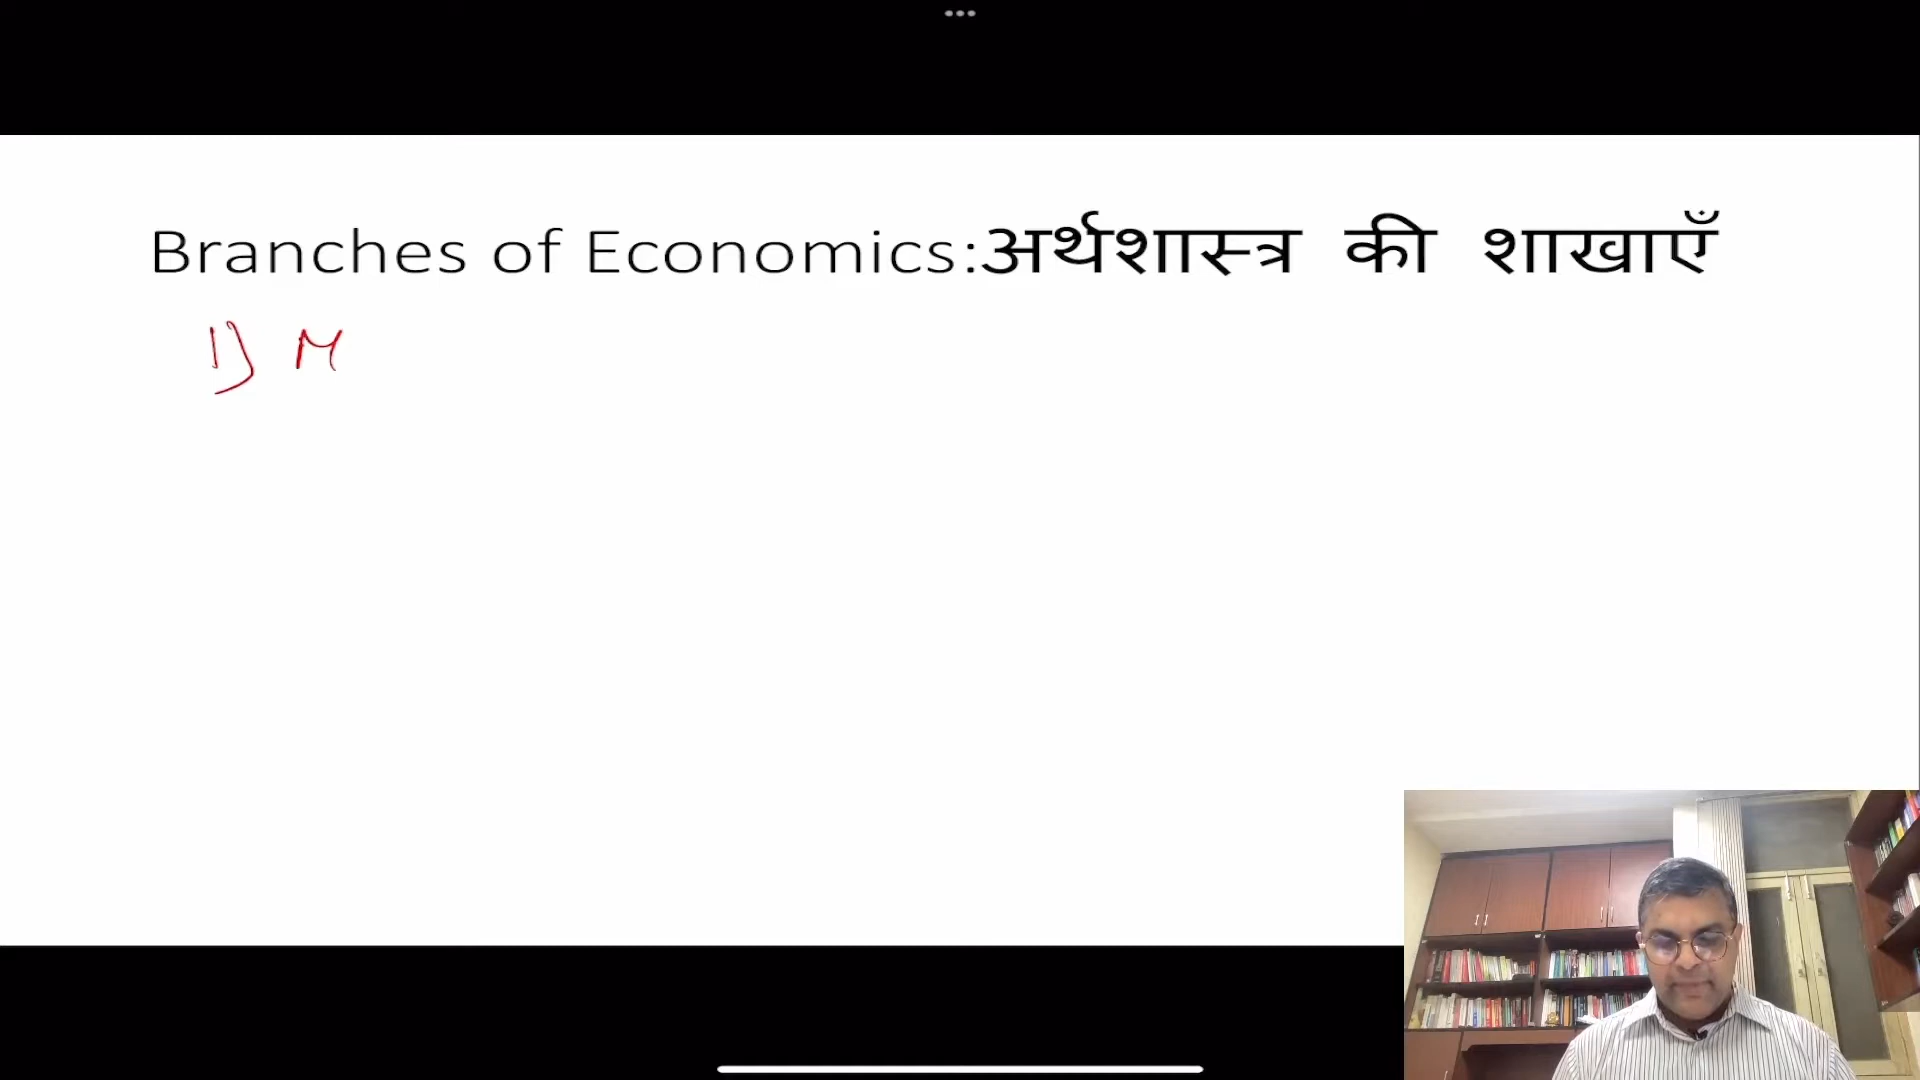 Branches of Economics:अर्थशास्त्र की शाखाएँ
1) M